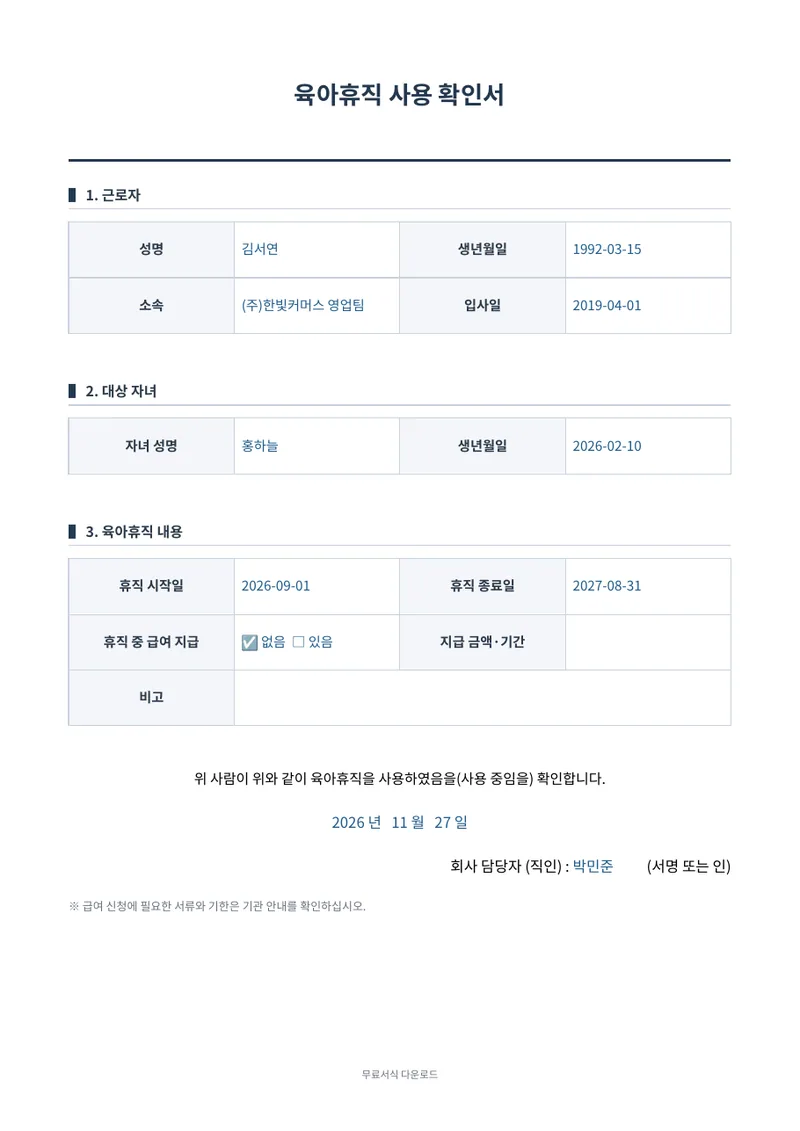 육아휴직 사용 확인서
1. 근로자
성명 김서연 생년월일 1992-03-15
소속 (주)한빛커머스 영업팀 입사일 2019-04-01
2. 대상 자녀
자녀 성명 홍하늘 생년월일 2026-02-10
3. 육아휴직 내용
휴직 시작일 2026-09-01 휴직 종료일 2027-08-31
휴직 중 급여 지급 ☑ 없음 ☐ 있음 지급 금액·기간
비고
위 사람이 위와 같이 육아휴직을 사용하였음을(사용 중임을) 확인합니다.
2026 년 11 월 27 일
회사 담당자 (직인) : 박민준 (서명 또는 인)
※ 급여 신청에 필요한 서류와 기한은 기관 안내를 확인하십시오.
무료서식 다운로드